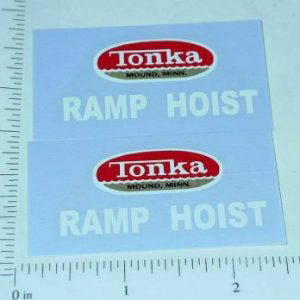 Tonka
MOUND, MINN.
RAMP HOIST
Tonka
MOUND, MINN.
RAMP HOIST
0 in 1 2